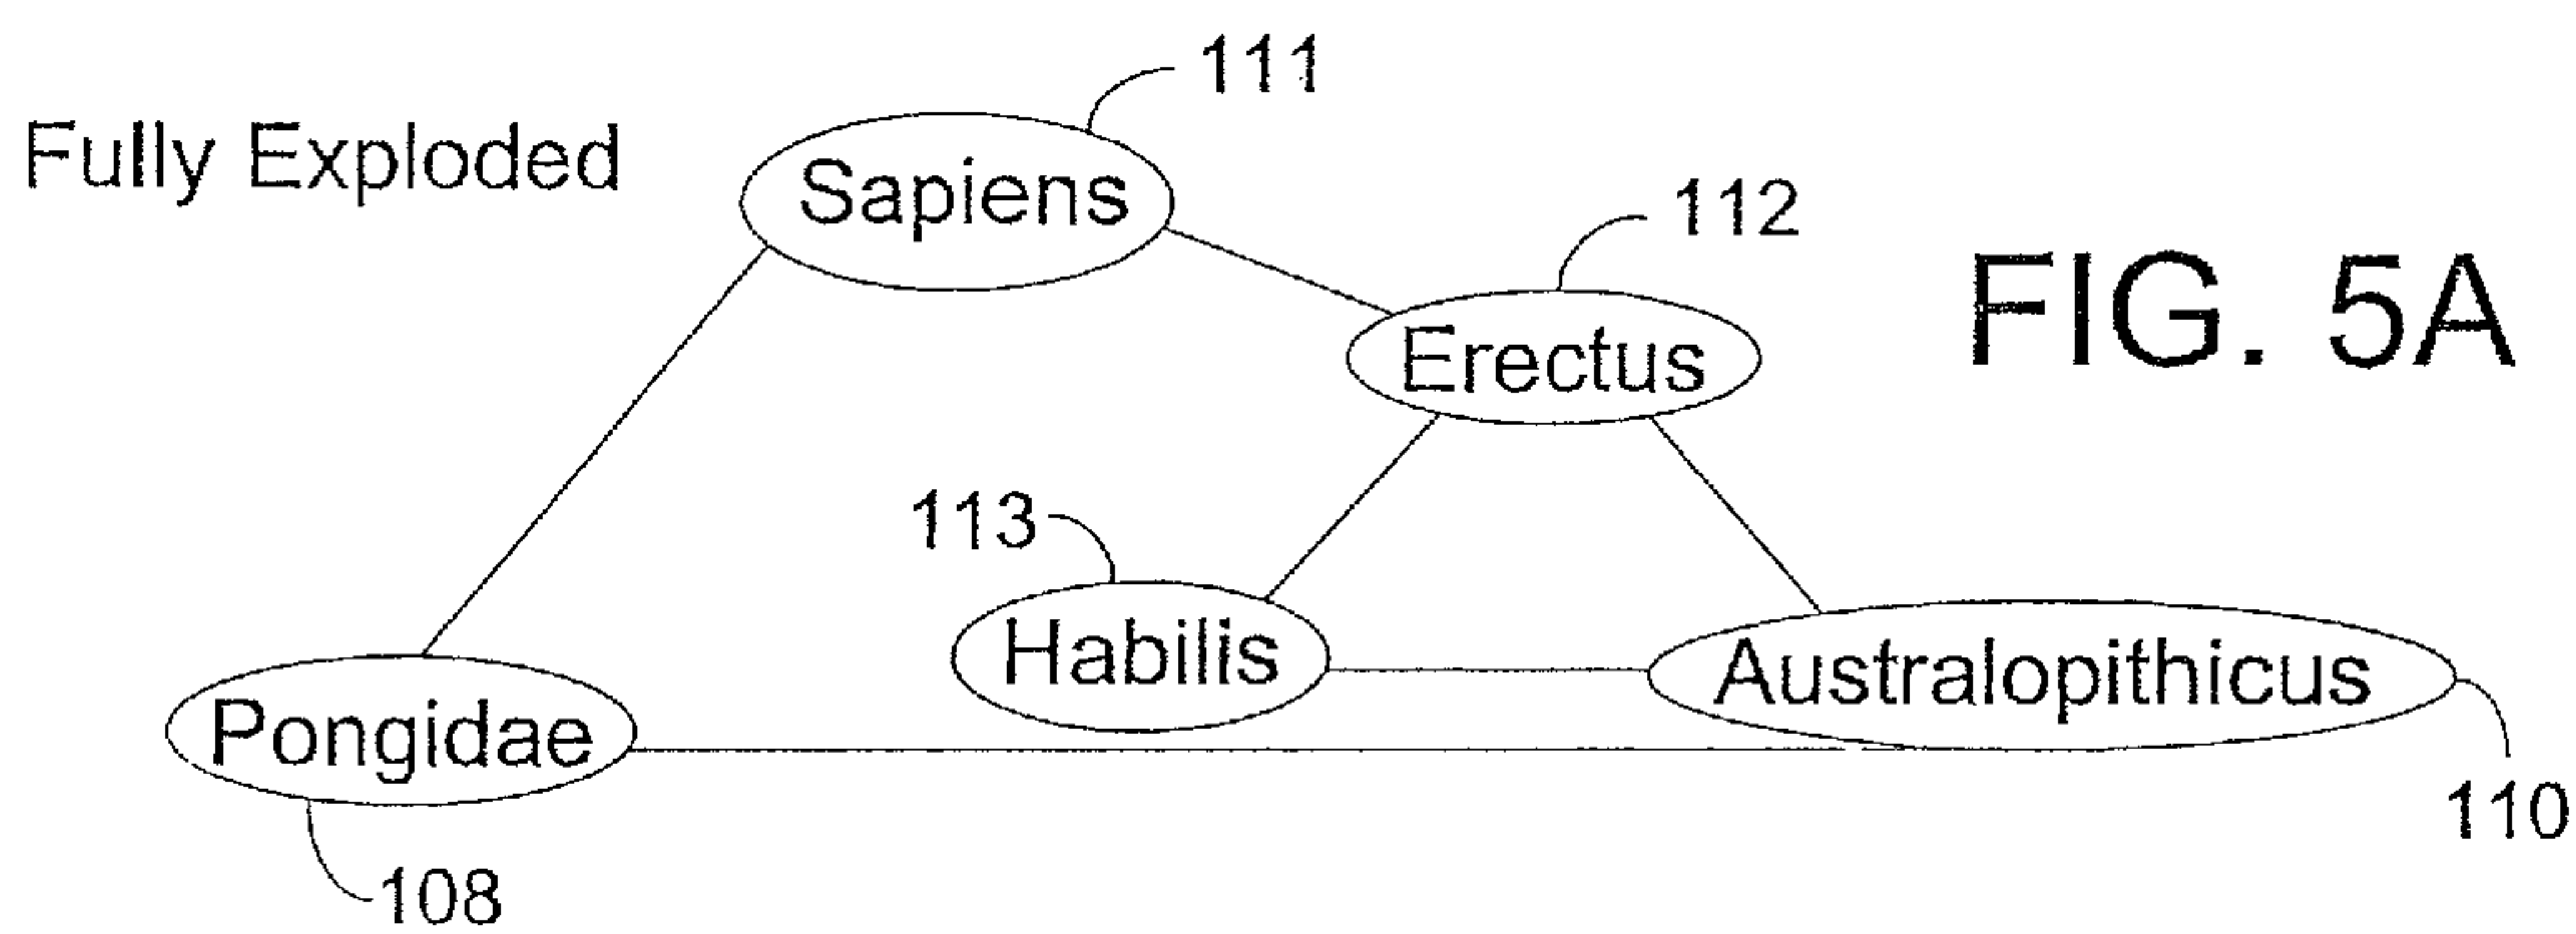 111
Fully Exploded
Sapiens
112
FIG. 5A
Erectus
113
Habilis
Australopithicus
Pongidae
110
108